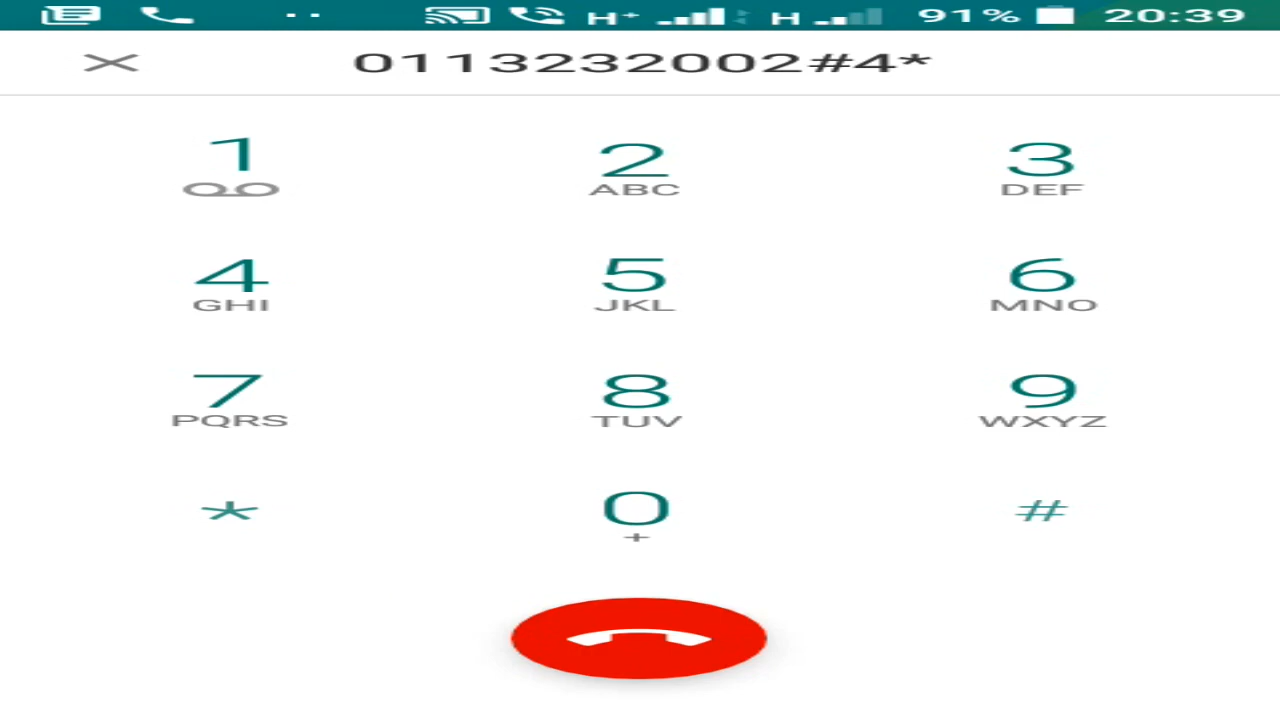 H+ H 91% 20:39
0113232002#4*
1 2 3
ABC DEF
4 5 6
GHI JKL MNO
7 8 9
PQRS TUV WXYZ
* 0 #
+